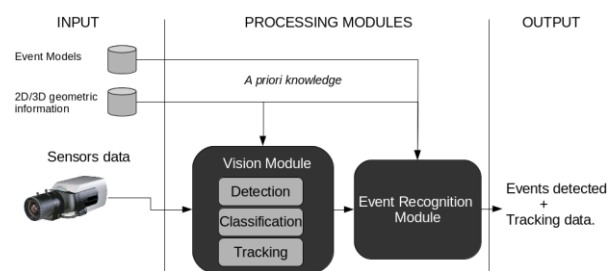 INPUT
PROCESSING MODULES
OUTPUT
Event Models
A priori knowledge
2D/3D geometric
information
Sensors data
Vision Module
Detection
Classification
Tracking
Event Recognition
Module
Events detected
+
Tracking data.